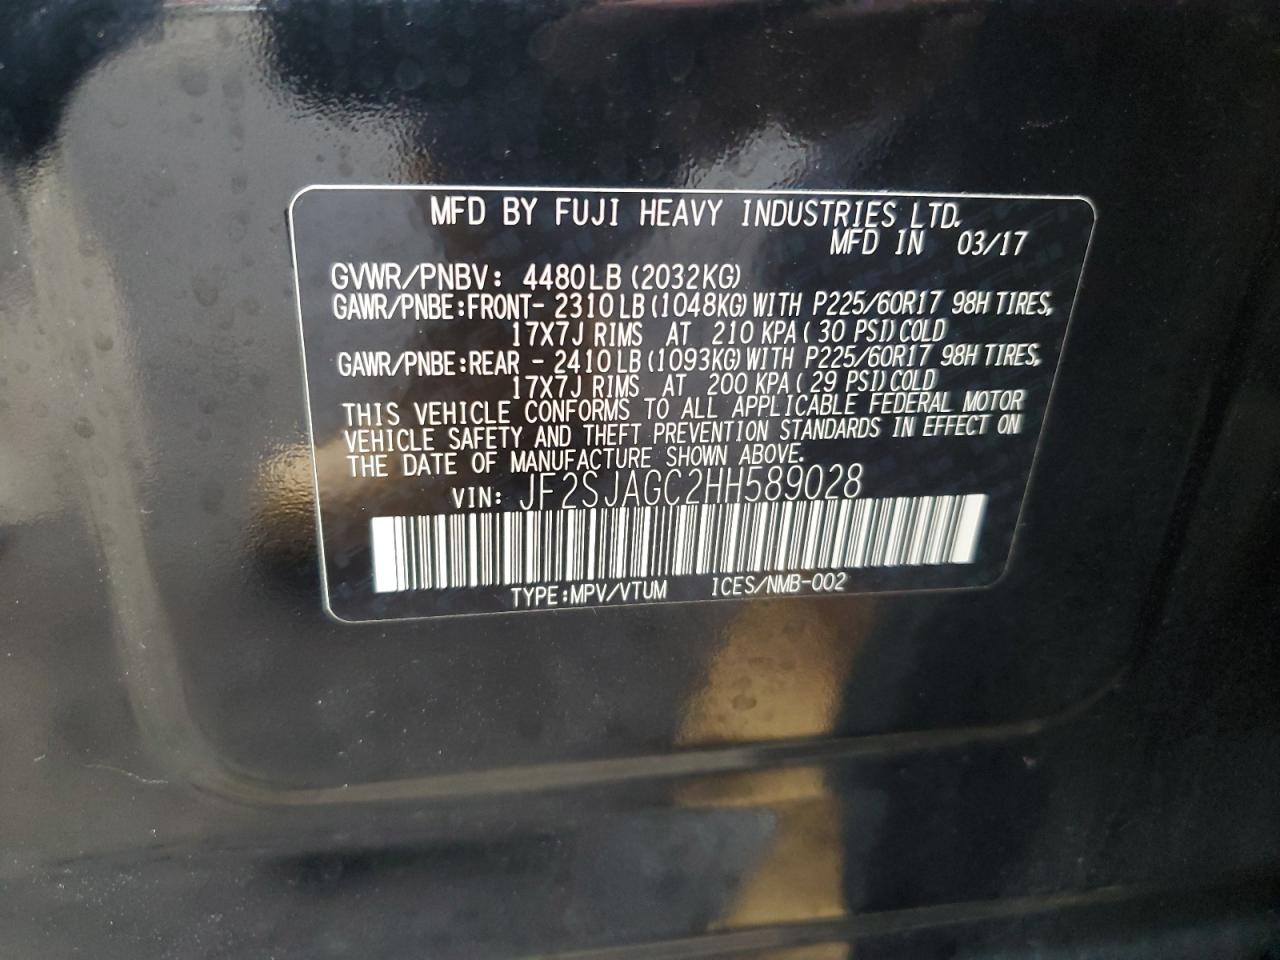 MFD BY FUJI HEAVY INDUSTRIES LTD.
MFD IN 03/17
GVWR/PNBV: 4480LB (2032KG)
GAWR/PNBE:FRONT- 2310LB (1048KG) WITH P225/60R17 98H TIRES,
17X7J RIMS AT 210 KPA( 30 PSI) COLD
GAWR/PNBE:REAR - 2410LB (1093KG) WITH P225/60R17 98H TIRES,
17X7J RIMS AT 200 KPA( 29 PSI) COLD
THIS VEHICLE CONFORMS TO ALL APPLICABLE FEDERAL MOTOR
VEHICLE SAFETY AND THEFT PREVENTION STANDARDS IN EFFECT ON
THE DATE OF MANUFACTURE SHOWN ABOVE.
VIN: JF2SJAGC2HH589028
TYPE:MPV/VTUM ICES/NMB-002